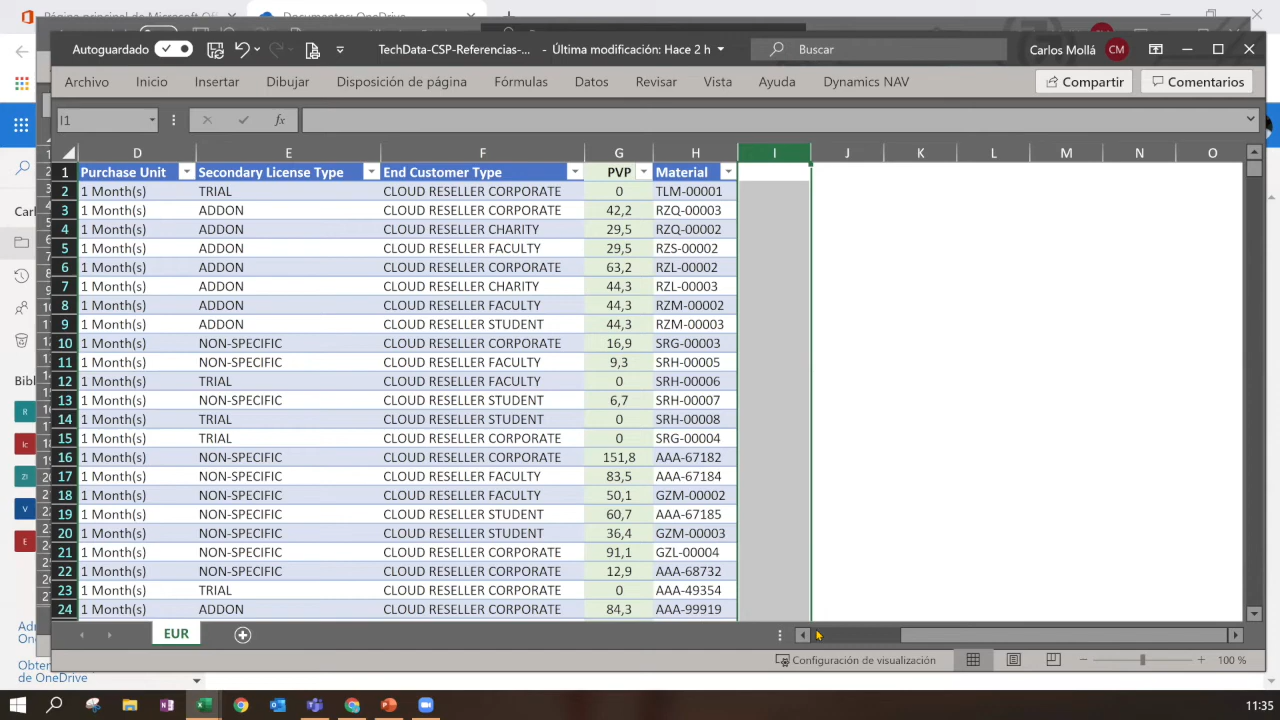 Página principal de Microsoft Of
Documentos: OneDrive
Autoguardado
TechData-CSP-Referencias-... - Última modificación: Hace 2 h
Buscar
Carlos Mollá CM
Archivo Inicio Insertar Dibujar Disposición de página Fórmulas Datos Revisar Vista Ayuda Dynamics NAV
Compartir Comentarios
I1 fx
D E F G H I J K L M N O
1 Purchase Unit Secondary License Type End Customer Type PVP Material
2 1 Month(s) TRIAL CLOUD RESELLER CORPORATE 0 TLM-00001
3 1 Month(s) ADDON CLOUD RESELLER CORPORATE 42,2 RZQ-00003
4 1 Month(s) ADDON CLOUD RESELLER CHARITY 29,5 RZQ-00002
5 1 Month(s) ADDON CLOUD RESELLER FACULTY 29,5 RZS-00002
6 1 Month(s) ADDON CLOUD RESELLER CORPORATE 63,2 RZL-00002
7 1 Month(s) ADDON CLOUD RESELLER CHARITY 44,3 RZL-00003
8 1 Month(s) ADDON CLOUD RESELLER FACULTY 44,3 RZM-00002
9 1 Month(s) ADDON CLOUD RESELLER STUDENT 44,3 RZM-00003
10 1 Month(s) NON-SPECIFIC CLOUD RESELLER CORPORATE 16,9 SRG-00003
11 1 Month(s) NON-SPECIFIC CLOUD RESELLER FACULTY 9,3 SRH-00005
12 1 Month(s) TRIAL CLOUD RESELLER FACULTY 0 SRH-00006
13 1 Month(s) NON-SPECIFIC CLOUD RESELLER STUDENT 6,7 SRH-00007
14 1 Month(s) TRIAL CLOUD RESELLER STUDENT 0 SRH-00008
15 1 Month(s) TRIAL CLOUD RESELLER CORPORATE 0 SRG-00004
16 1 Month(s) NON-SPECIFIC CLOUD RESELLER CORPORATE 151,8 AAA-67182
17 1 Month(s) NON-SPECIFIC CLOUD RESELLER FACULTY 83,5 AAA-67184
18 1 Month(s) NON-SPECIFIC CLOUD RESELLER FACULTY 50,1 GZM-00002
19 1 Month(s) NON-SPECIFIC CLOUD RESELLER STUDENT 60,7 AAA-67185
20 1 Month(s) NON-SPECIFIC CLOUD RESELLER STUDENT 36,4 GZM-00003
21 1 Month(s) NON-SPECIFIC CLOUD RESELLER CORPORATE 91,1 GZL-00004
22 1 Month(s) NON-SPECIFIC CLOUD RESELLER CORPORATE 12,9 AAA-68732
23 1 Month(s) TRIAL CLOUD RESELLER CORPORATE 0 AAA-49354
24 1 Month(s) ADDON CLOUD RESELLER CORPORATE 84,3 AAA-99919
Carl
Bibl
R
Ic
ZI
V
E
EUR
Adr
One
Configuración de visualización 100 %
Obten
de OneDrive
11:35